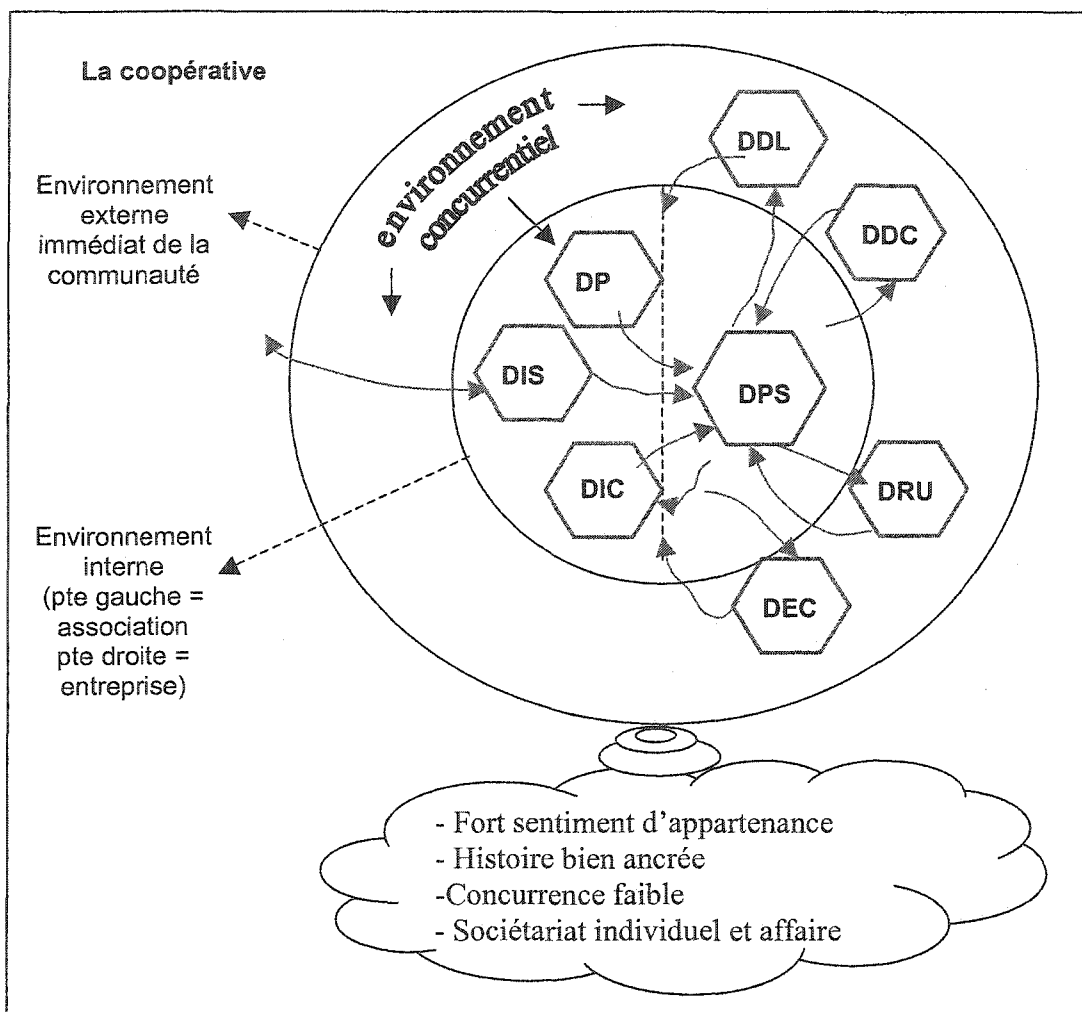 La coopérative
environnement
concurrentiel
Environnement
externe
immédiat de la
communauté
DDL
DDC
DP
DIS
DPS
DIC
DRU
DEC
Environnement
interne
(pte gauche =
association
pte droite =
entreprise)
- Fort sentiment d'appartenance
- Histoire bien ancrée
-Concurrence faible
- Sociétariat individuel et affaire